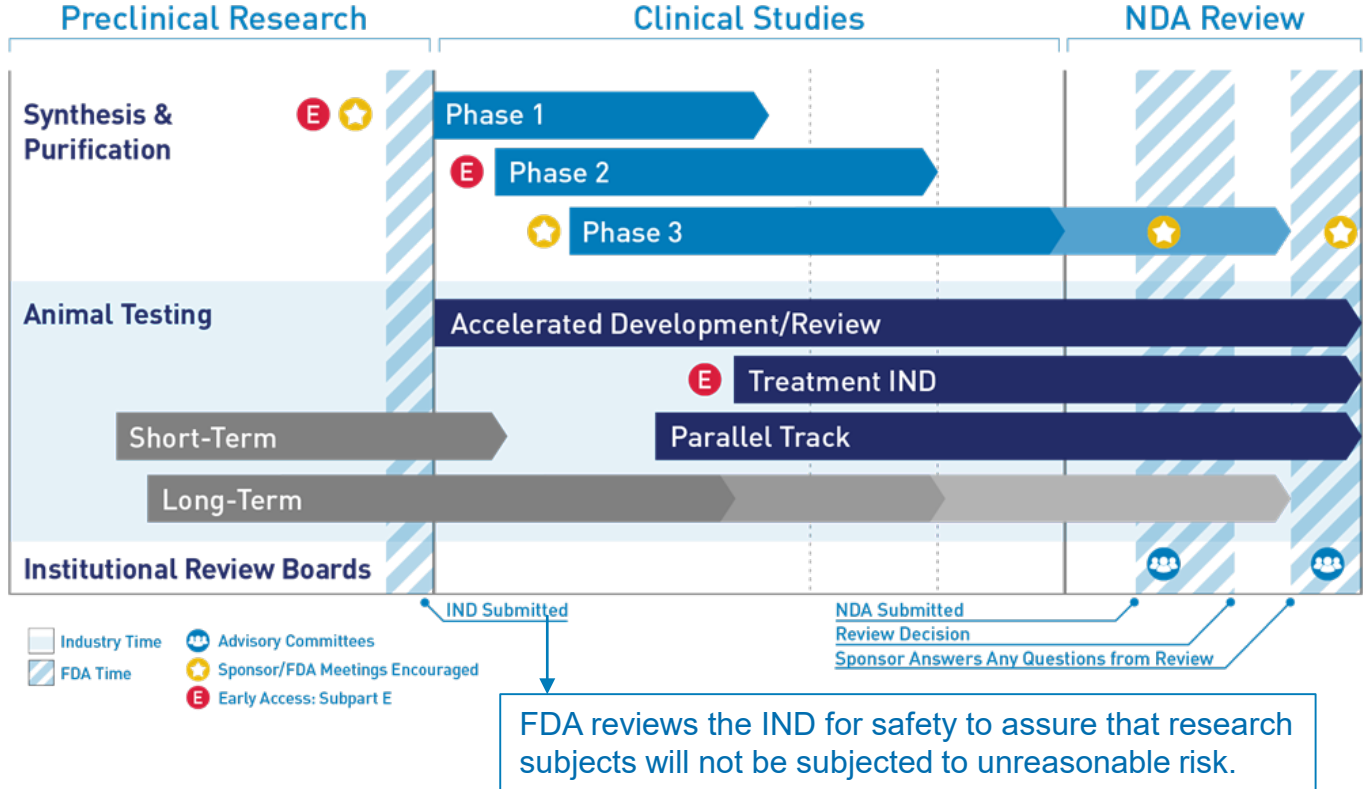 Preclinical Research
Clinical Studies
NDA Review
Synthesis &
Purification
E
Phase 1
E
Phase 2
Phase 3
Animal Testing
Accelerated Development/Review
E
Treatment IND
Short-Term
Parallel Track
Long-Term
Institutional Review Boards
IND Submitted
NDA Submitted
Review Decision
Sponsor Answers Any Questions from Review
Industry Time
FDA Time
Advisory Committees
Sponsor/FDA Meetings Encouraged
E
Early Access: Subpart E
FDA reviews the IND for safety to assure that research
subjects will not be subjected to unreasonable risk.